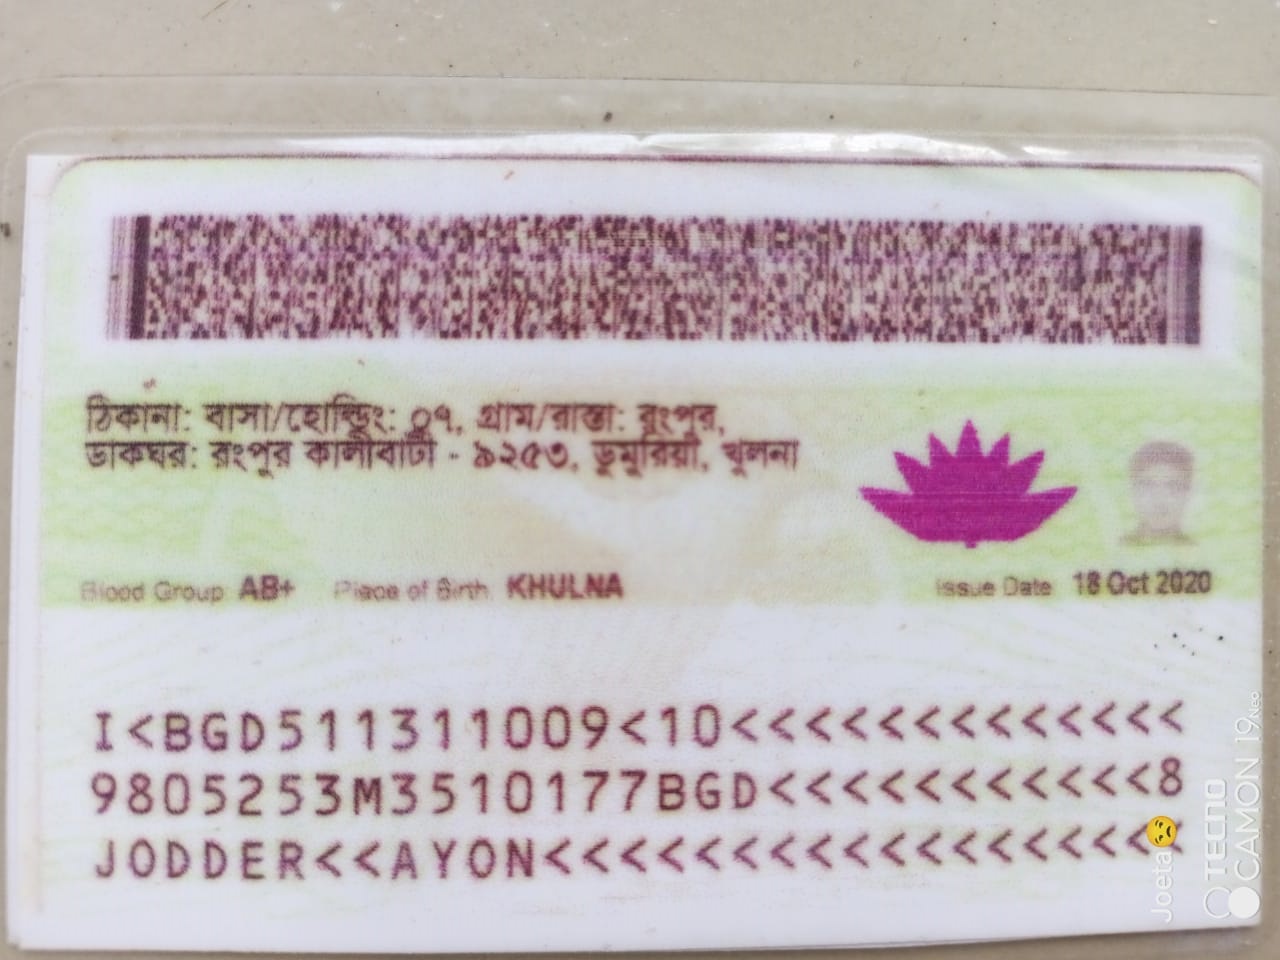 ঠিকানা: বাসা/হোল্ডিং: ০৭, গ্রাম/রাস্তা: রংপুর,
ডাকঘর: রংপুর কালীবাটী - ৯২৫৩, ডুমুরিয়া, খুলনা
Blood Group: AB+ Place of Birth: KHULNA Issue Date: 18 Oct 2020
I<BGD511311009<10<<<<<<<<<<<<<<
9805253M3510177BGD<<<<<<<<<<<8
JODDER<<AYON<<<<<<<<<<<<<<<<<<
Joeta😥
TECNO
CAMON 19 Neo